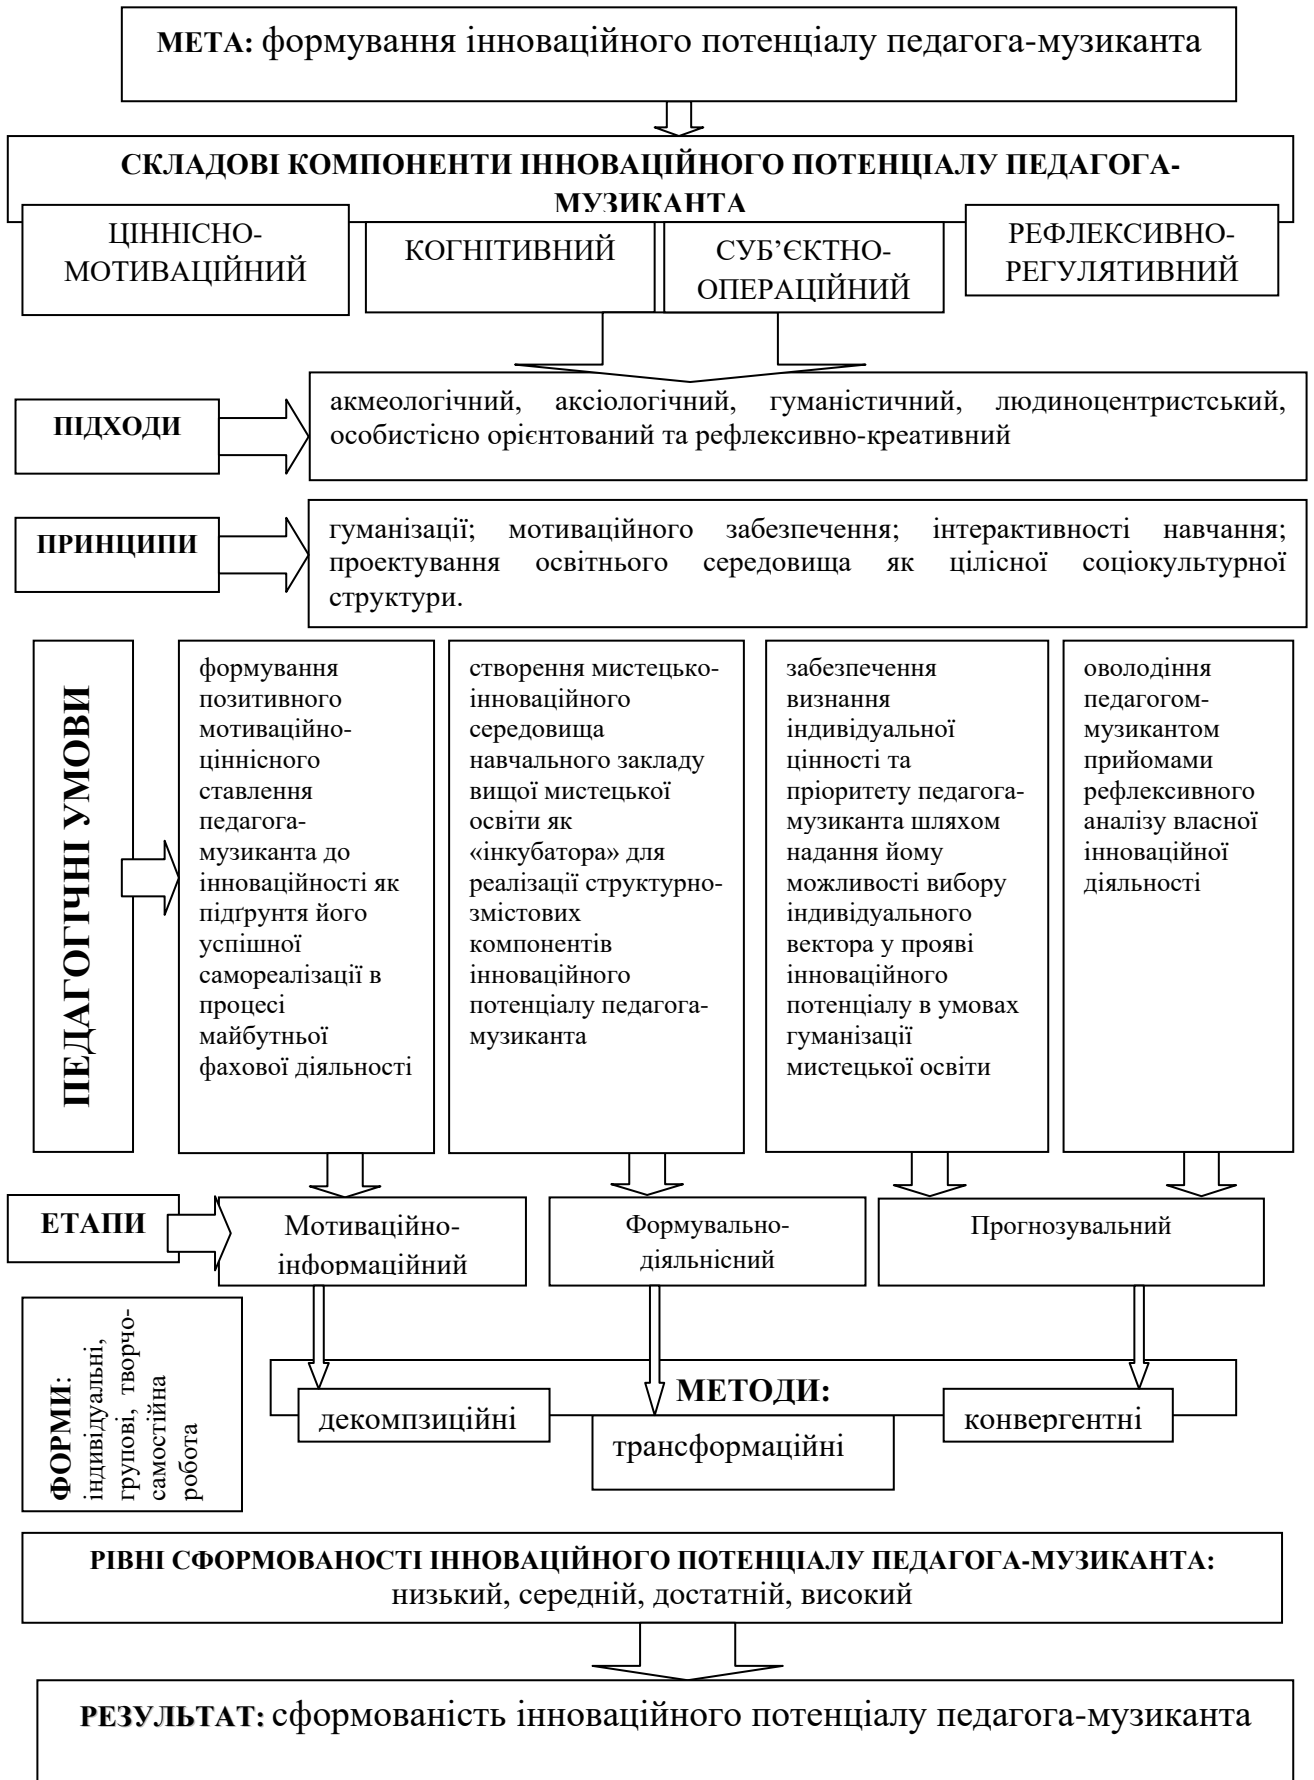 МЕТА: формування інноваційного потенціалу педагога-музиканта
СКЛАДОВІ КОМПОНЕНТИ ІННОВАЦІЙНОГО ПОТЕНЦІАЛУ ПЕДАГОГА-
МУЗИКАНТА
ЦІННІСНО-
МОТИВАЦІЙНИЙ
КОГНІТИВНИЙ
СУБ’ЄКТНО-
ОПЕРАЦІЙНИЙ
РЕФЛЕКСИВНО-
РЕГУЛЯТИВНИЙ
ПІДХОДИ
акмеологічний, аксіологічний, гуманістичний, людиноцентристський,
особистісно орієнтований та рефлексивно-креативний
ПРИНЦИПИ
гуманізації; мотиваційного забезпечення; інтерактивності навчання;
проектування освітнього середовища як цілісної соціокультурної
структури.
ПЕДАГОГІЧНІ УМОВИ
формування
позитивного
мотиваційно-
ціннісного
ставлення
педагога-
музиканта до
інноваційності як
підґрунтя його
успішної
самореалізації в
процесі
майбутньої
фахової діяльності
створення мистецько-
інноваційного
середовища
навчального закладу
вищої мистецької
освіти як
«інкубатора» для
реалізації структурно-
змістових
компонентів
інноваційного
потенціалу педагога-
музиканта
забезпечення
визнання
індивідуальної
цінності та
пріоритету педагога-
музиканта шляхом
надання йому
можливості вибору
індивідуального
вектора у прояві
інноваційного
потенціалу в умовах
гуманізації
мистецької освіти
оволодіння
педагогом-
музикантом
прийомами
рефлексивного
аналізу власної
інноваційної
діяльності
ЕТАПИ
Мотиваційно-
інформаційний
Формувально-
діяльнісний
Прогнозувальний
ФОРМИ:
індивідуальні,
групові, творчо-
самостійна
робота
МЕТОДИ:
декомпзиційні
трансформаційні
конвергентні
РІВНІ СФОРМОВАНОСТІ ІННОВАЦІЙНОГО ПОТЕНЦІАЛУ ПЕДАГОГА-МУЗИКАНТА:
низький, середній, достатній, високий
РЕЗУЛЬТАТ: сформованість інноваційного потенціалу педагога-музиканта